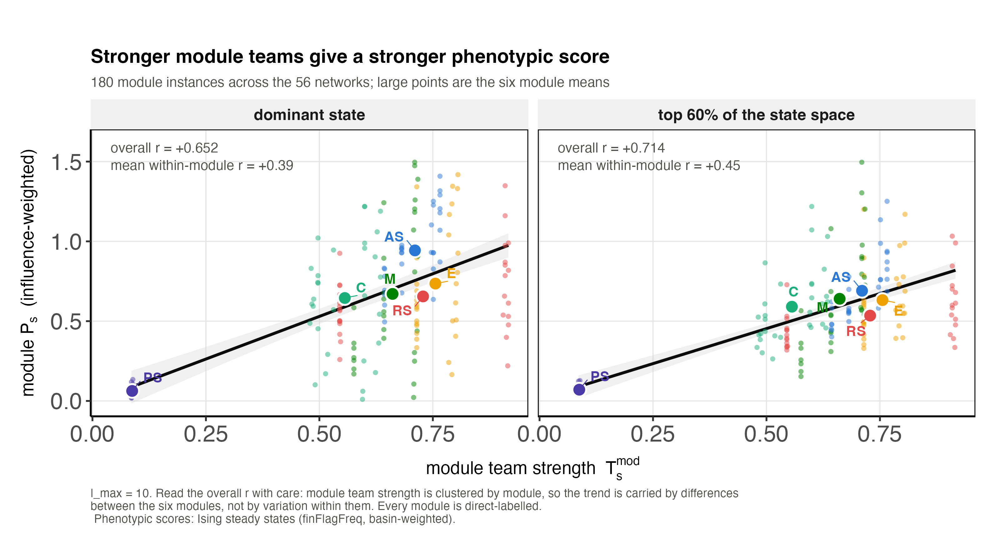 Stronger module teams give a stronger phenotypic score
180 module instances across the 56 networks; large points are the six module means
dominant state
top 60% of the state space
overall r = +0.652
mean within-module r = +0.39
overall r = +0.714
mean within-module r = +0.45
module Ps (influence-weighted)
1.5
1.0
0.5
0.0
AS
E
M
C
RS
PS
AS
C
M
E
RS
PS
0.00 0.25 0.50 0.75
0.00 0.25 0.50 0.75
module team strength Ts mod
l_max = 10. Read the overall r with care: module team strength is clustered by module, so the trend is carried by differences
between the six modules, not by variation within them. Every module is direct-labelled.
Phenotypic scores: Ising steady states (finFlagFreq, basin-weighted).